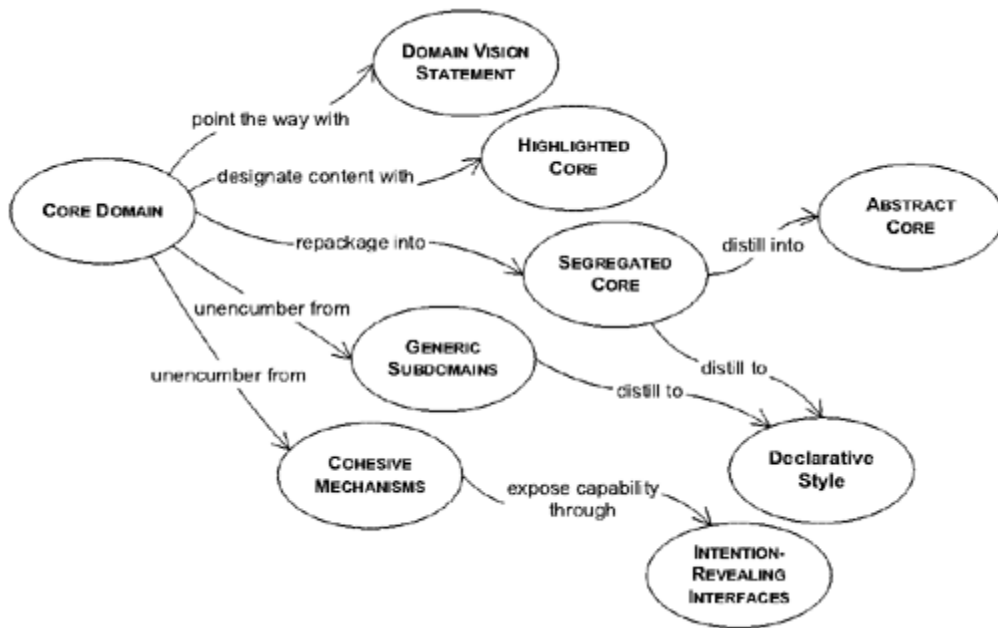 DOMAIN VISION
STATEMENT
point the way with
HIGHLIGHTED
CORE
designate content with
CORE DOMAIN
ABSTRACT
CORE
repackage into
distill into
SEGREGATED
CORE
unencumber from
GENERIC
SUBDOMAINS
distill to
unencumber from
distill to
COHESIVE
MECHANISMS
Declarative
Style
expose capability
through
INTENTION-
REVEALING
INTERFACES